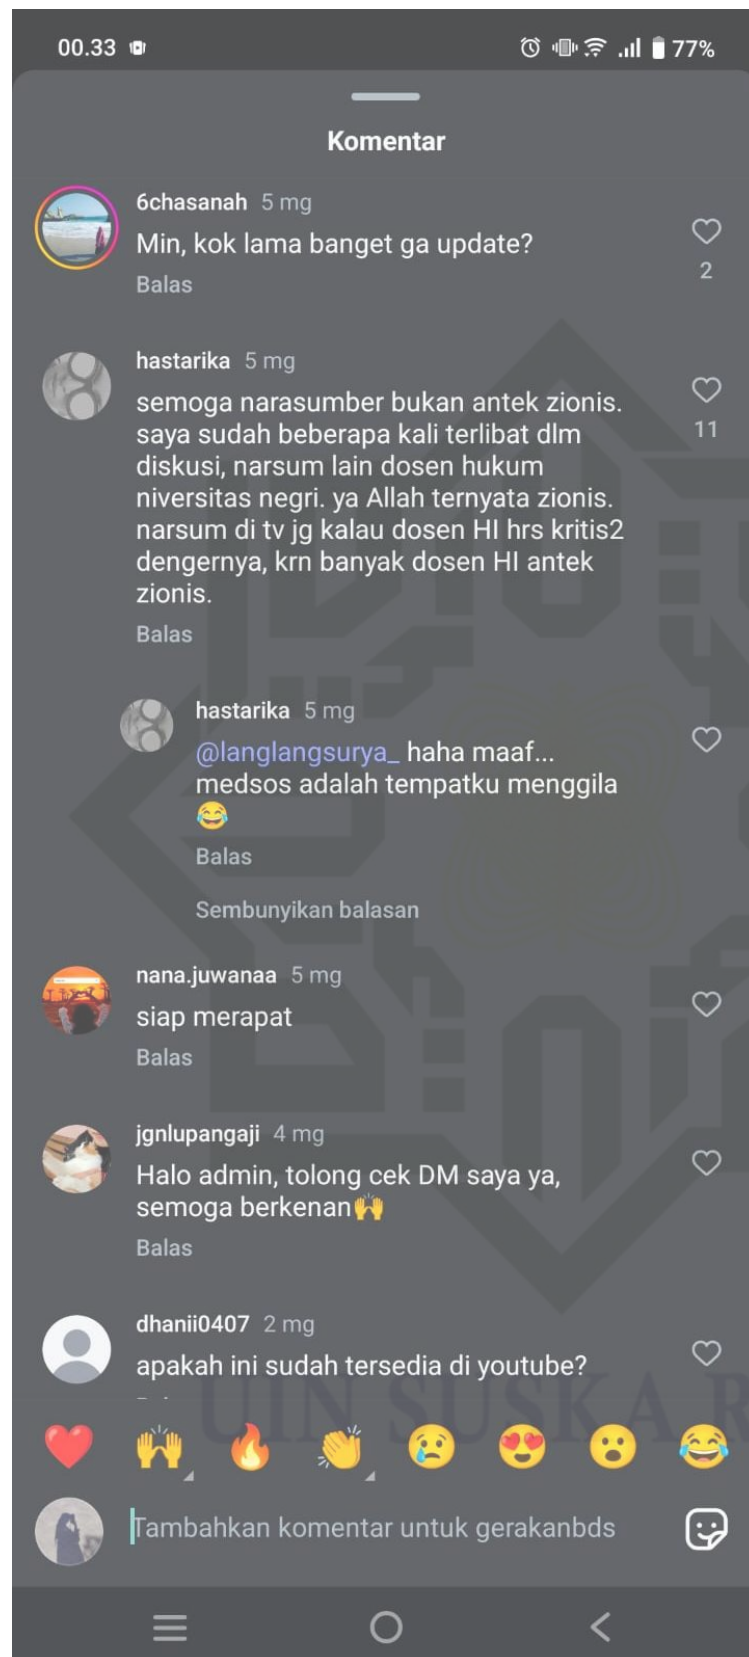 00.33
77%
Komentar
6chasanah 5 mg
Min, kok lama banget ga update?
2
Balas
hastarika 5 mg
semoga narasumber bukan antek zionis.
saya sudah beberapa kali terlibat dlm
11
diskusi, narsum lain dosen hukum
niversitas negri. ya Allah ternyata zionis.
narsum di tv jg kalau dosen HI hrs kritis2
dengernya, krn banyak dosen HI antek
zionis.
Balas
hastarika 5 mg
@langlangsurya_ haha maaf...
medsos adalah tempatku menggila
😂
Balas
Sembunyikan balasan
nana.juwanaa 5 mg
siap merapat
Balas
jgnlupangaji 4 mg
Halo admin, tolong cek DM saya ya,
semoga berkenan🙌
Balas
dhanii0407 2 mg
apakah ini sudah tersedia di youtube?
UIN SUSKA R
Tambahkan komentar untuk gerakanbds